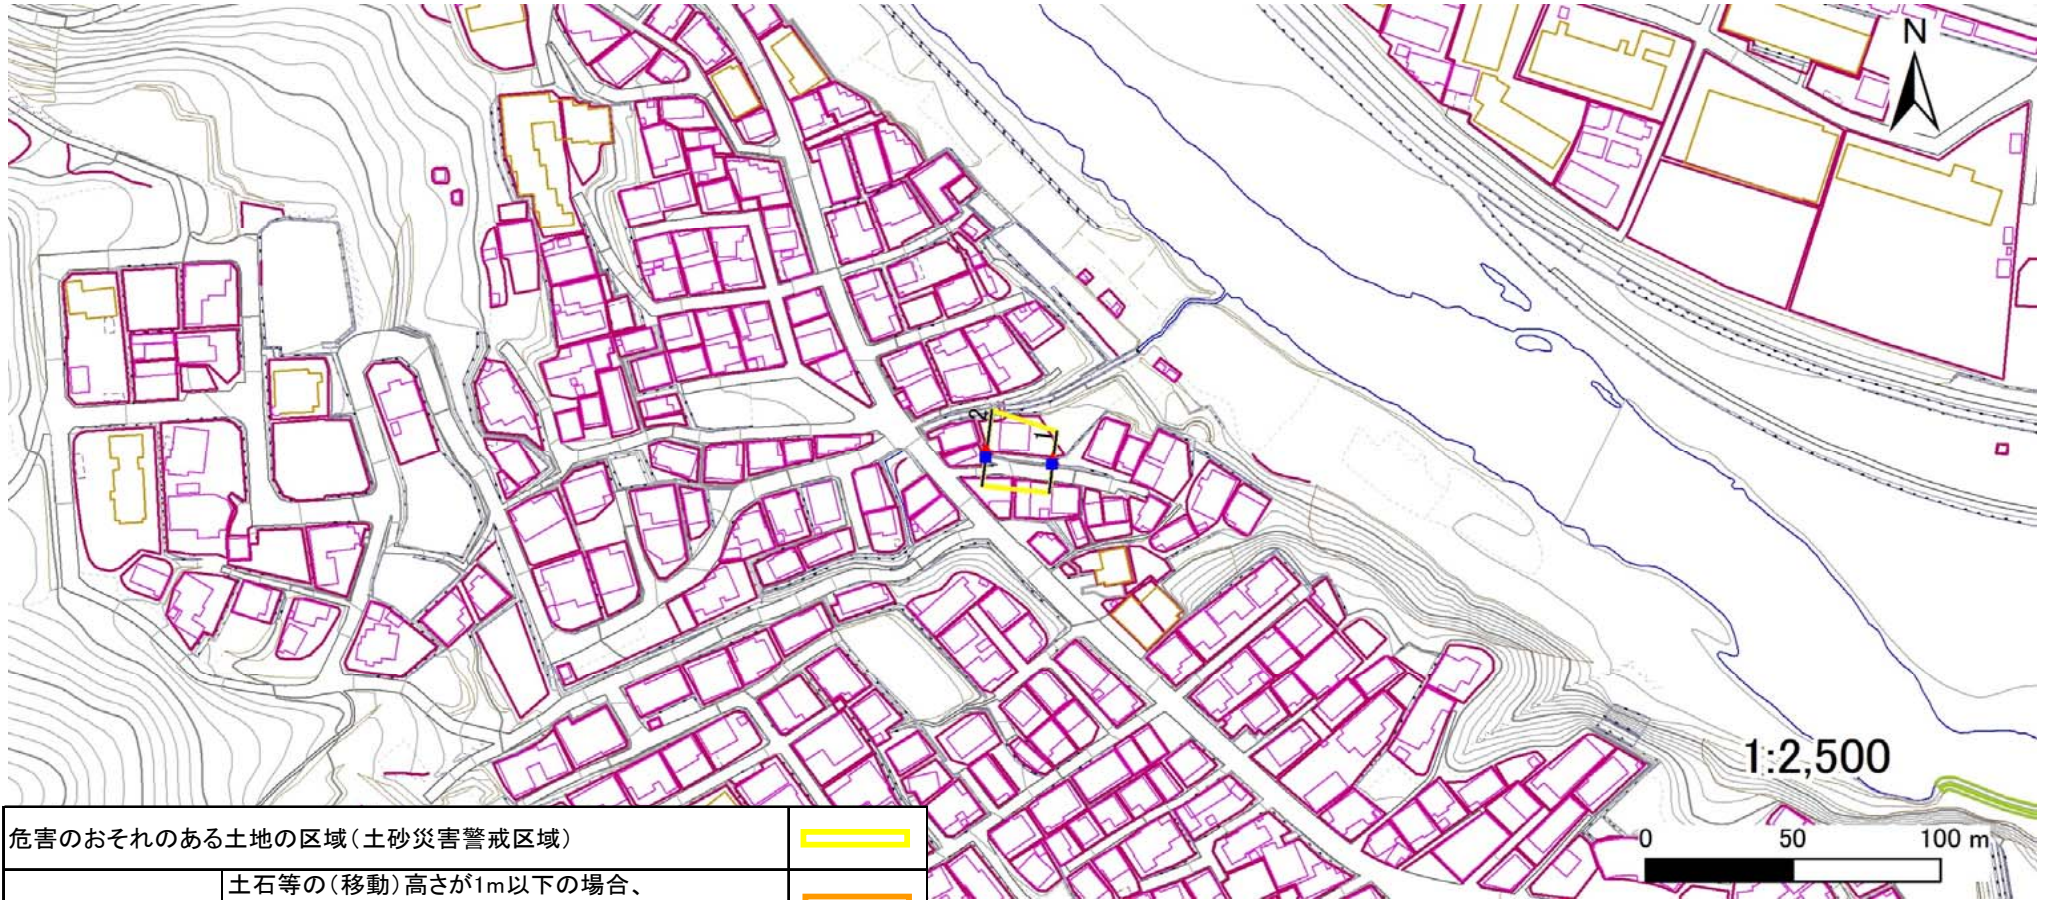 N
2
1
1:2,500
0 50 100 m
危害のおそれのある土地の区域(土砂災害警戒区域)
土石等の(移動)高さが1m以下の場合、